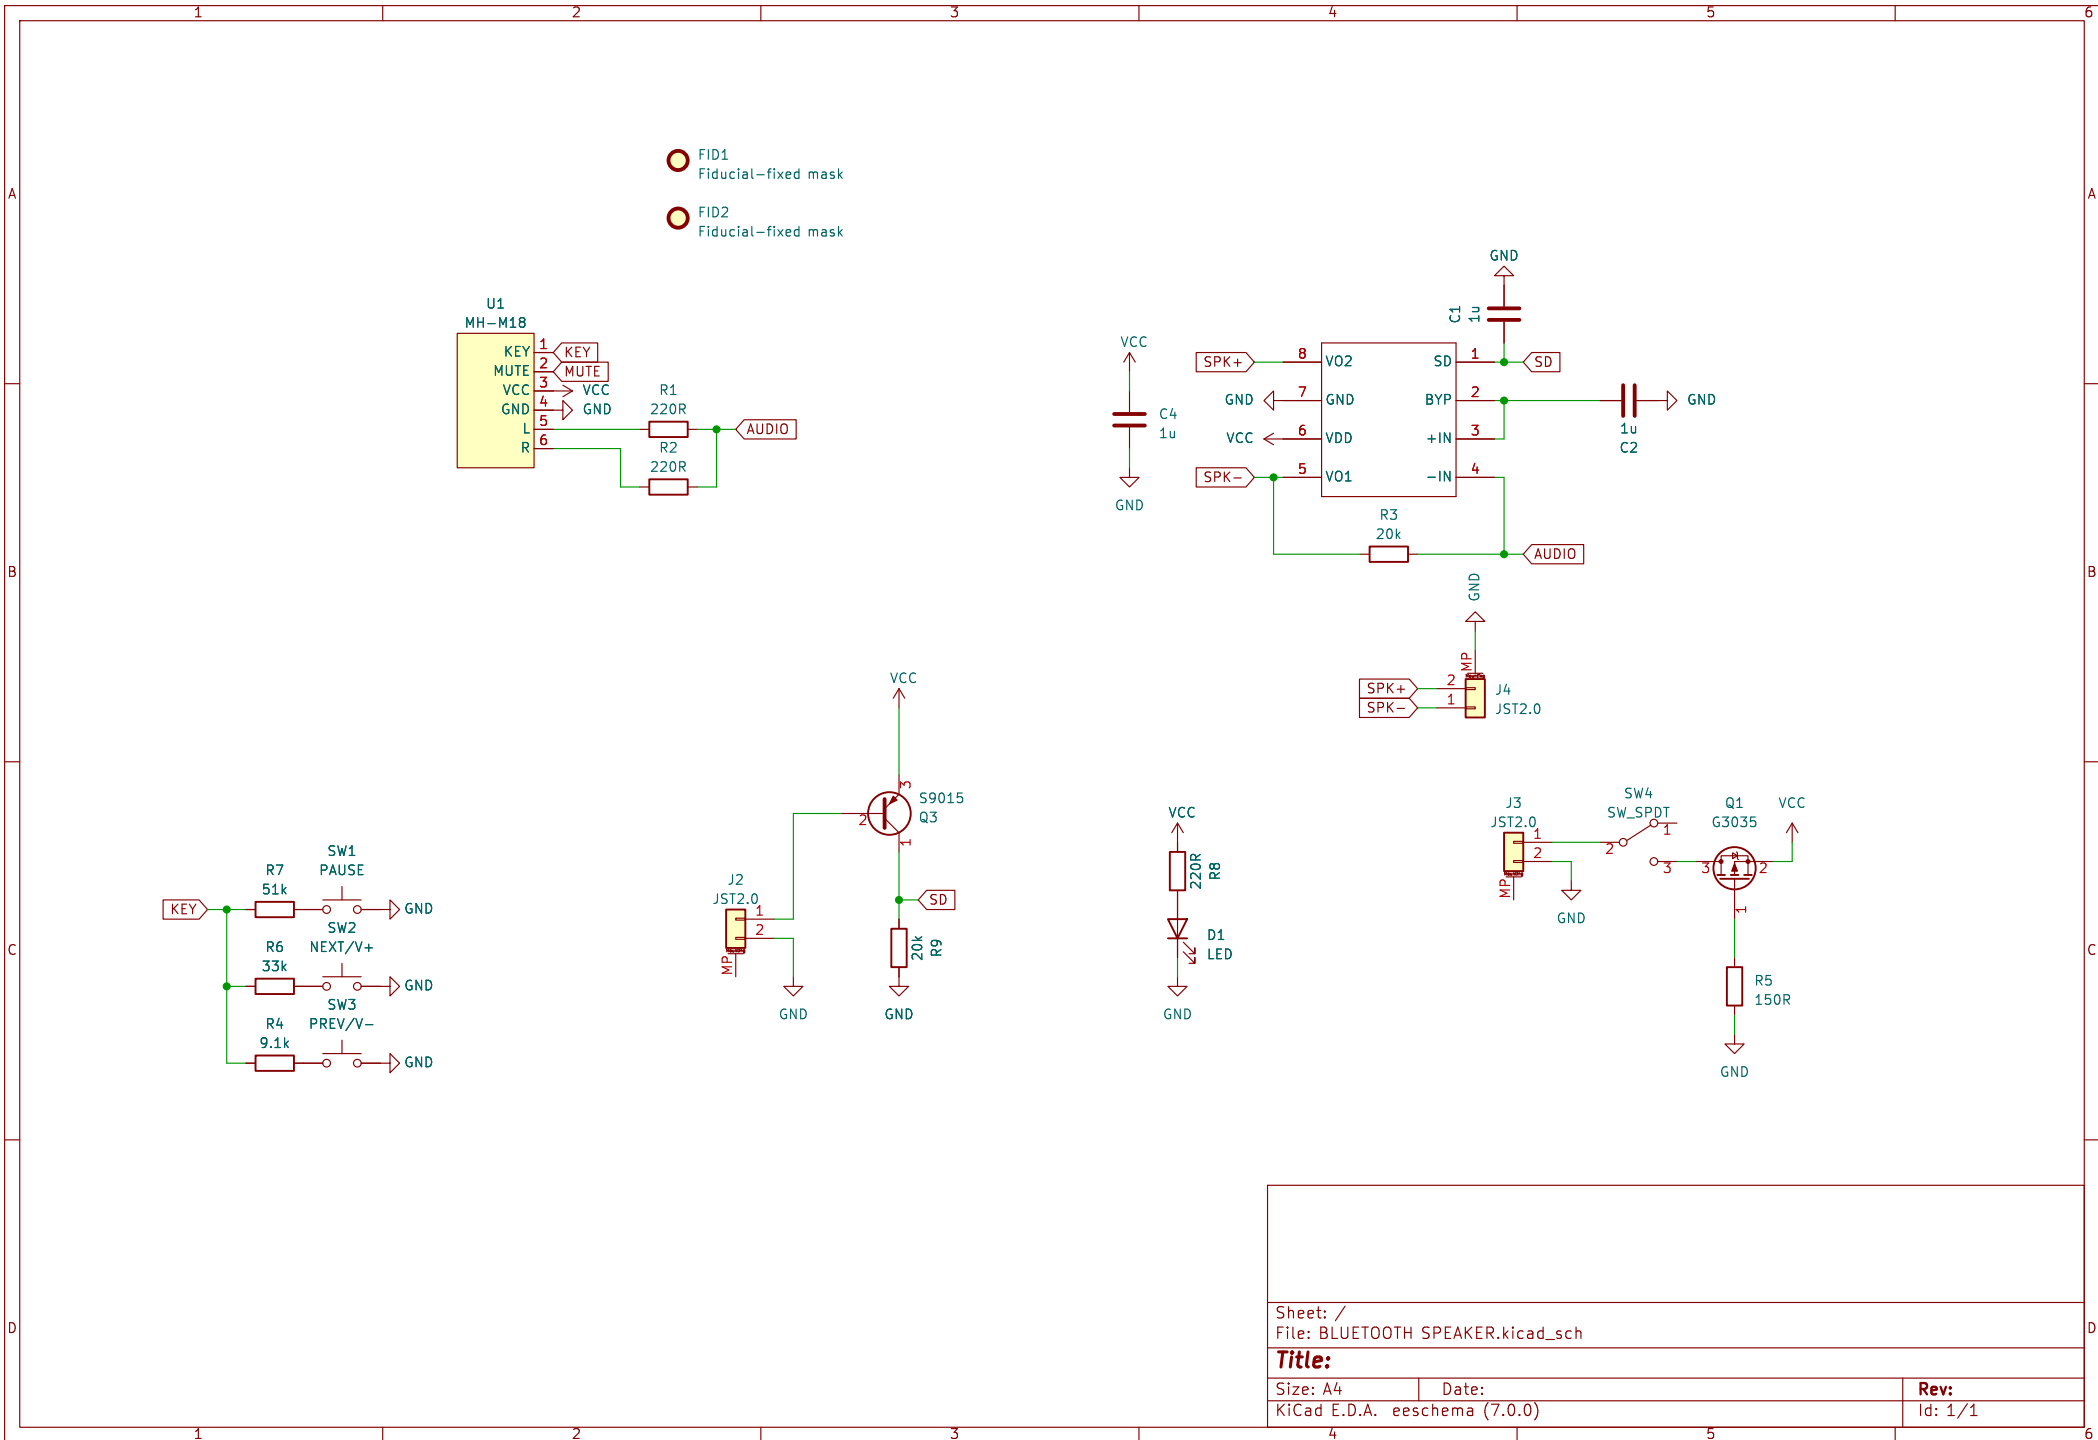 1 2 3 4 5 6
A A
B B
C C
D D
1 2 3 4 5 6
FID1
Fiducial-fixed mask
FID2
Fiducial-fixed mask
U1
MH-M18
KEY 1 KEY
MUTE 2 MUTE
VCC 3 VCC
GND 4 GND
L 5
R 6
R1
220R
R2
220R
AUDIO
VCC
C4
1u
GND
GND
C1
1u
SPK+ 8 VO2 SD 1 SD
GND 7 GND BYP 2 GND
VCC 6 VDD +IN 3
SPK- 5 VO1 -IN 4
1u
C2
R3
20k
AUDIO
GND
MP
SPK+ 2
SPK- 1
J4
JST2.0
R7
51k
SW1
PAUSE
KEY
GND
R6
33k
SW2
NEXT/V+
GND
R4
9.1k
SW3
PREV/V-
GND
VCC
3
S9015
Q3
2
1
J2
JST2.0
1
2
MP
GND
SD
20k
R9
GND
VCC
220R
R8
D1
LED
GND
J3
JST2.0
1
2
MP
GND
SW4
SW_SPDT
1
2
3
Q1
G3035
3 2
1
VCC
R5
150R
GND
Sheet: /
File: BLUETOOTH SPEAKER.kicad_sch
Title:
Size: A4 Date: Rev:
KiCad E.D.A. eeschema (7.0.0) Id: 1/1